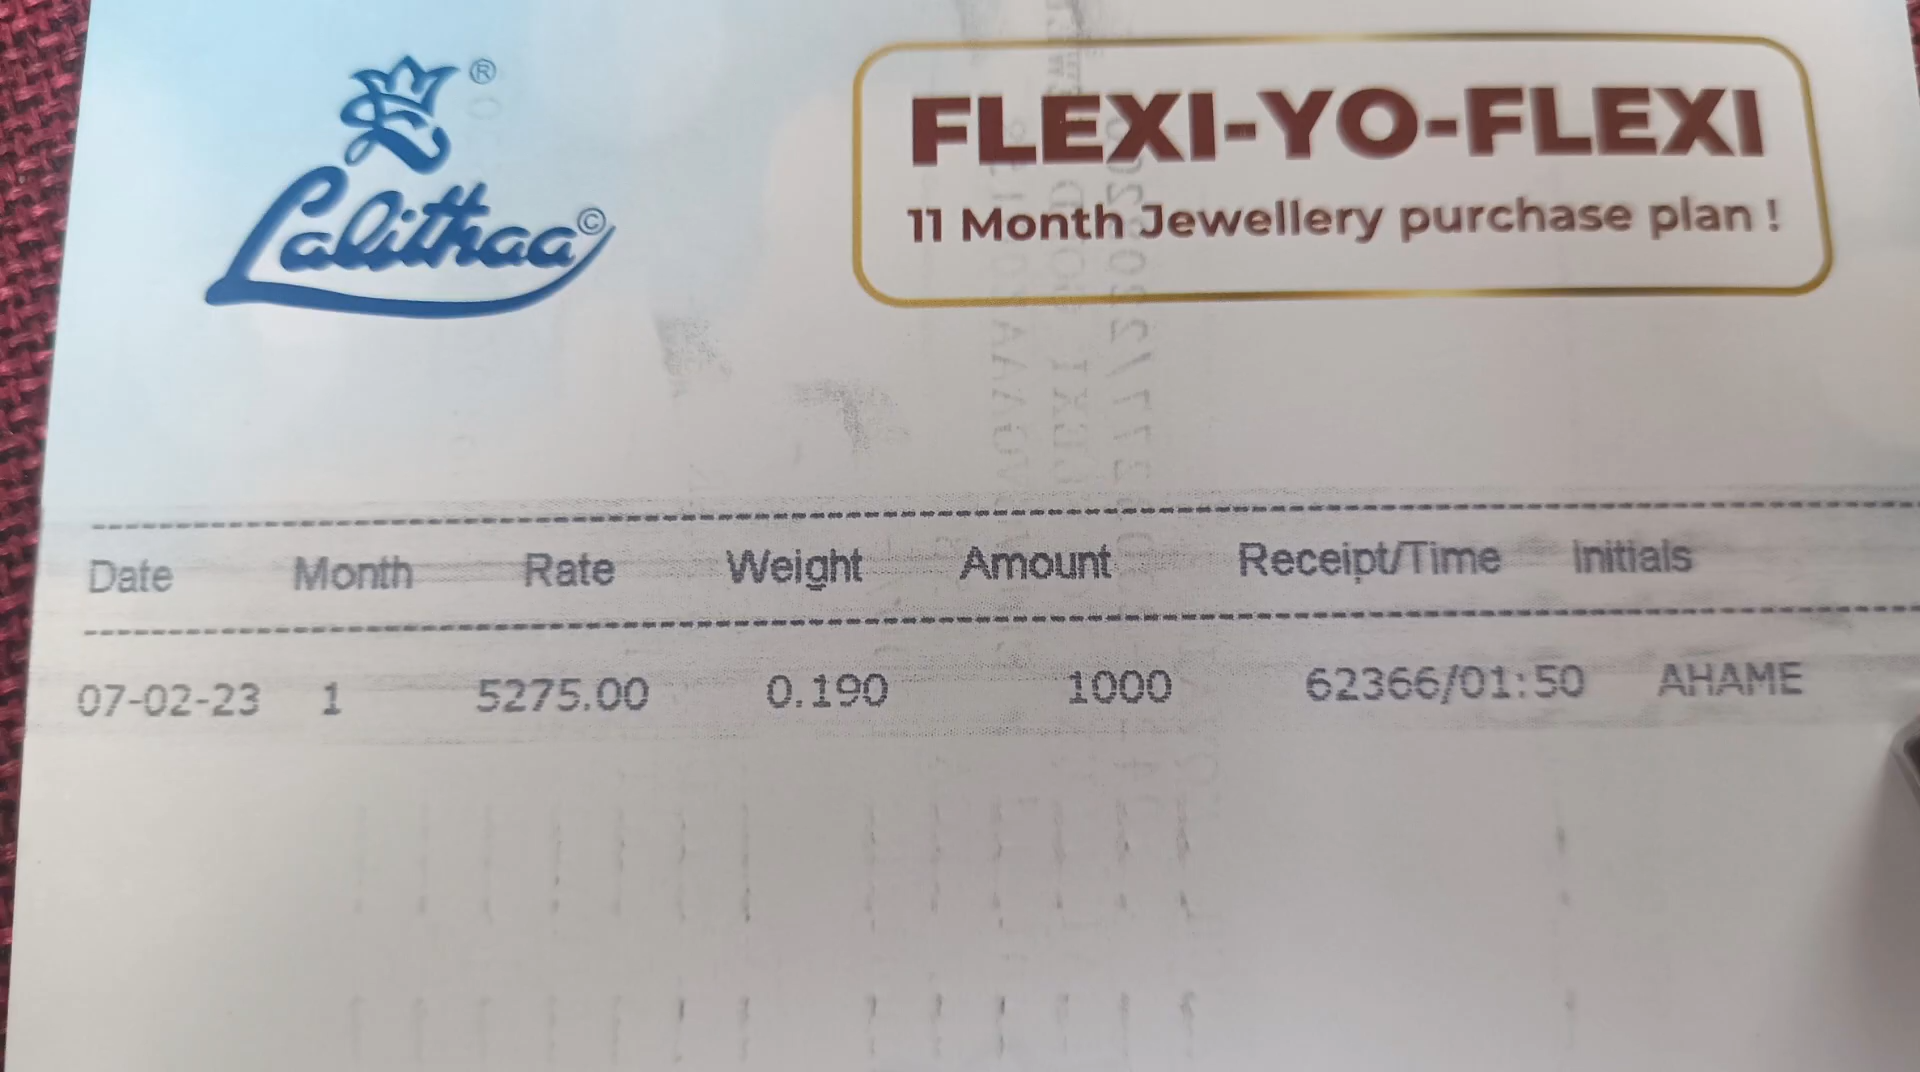 Lalithaa© ®
FLEXI-YO-FLEXI
11 Month Jewellery purchase plan !
Date Month Rate Weight Amount Receipt/Time Initials
07-02-23 1 5275.00 0.190 1000 62366/01:50 AHAME